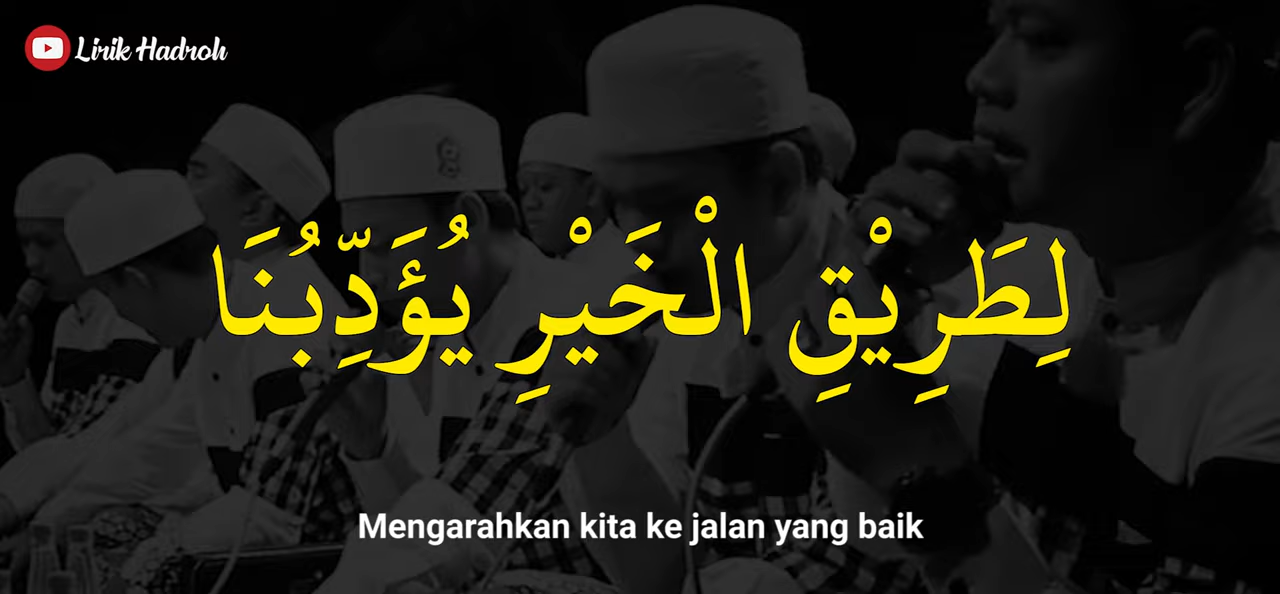 Lirik Hadroh
لِطَرِيْقِ الْخَيْرِ يُؤَدِّبُنَا
Mengarahkan kita ke jalan yang baik